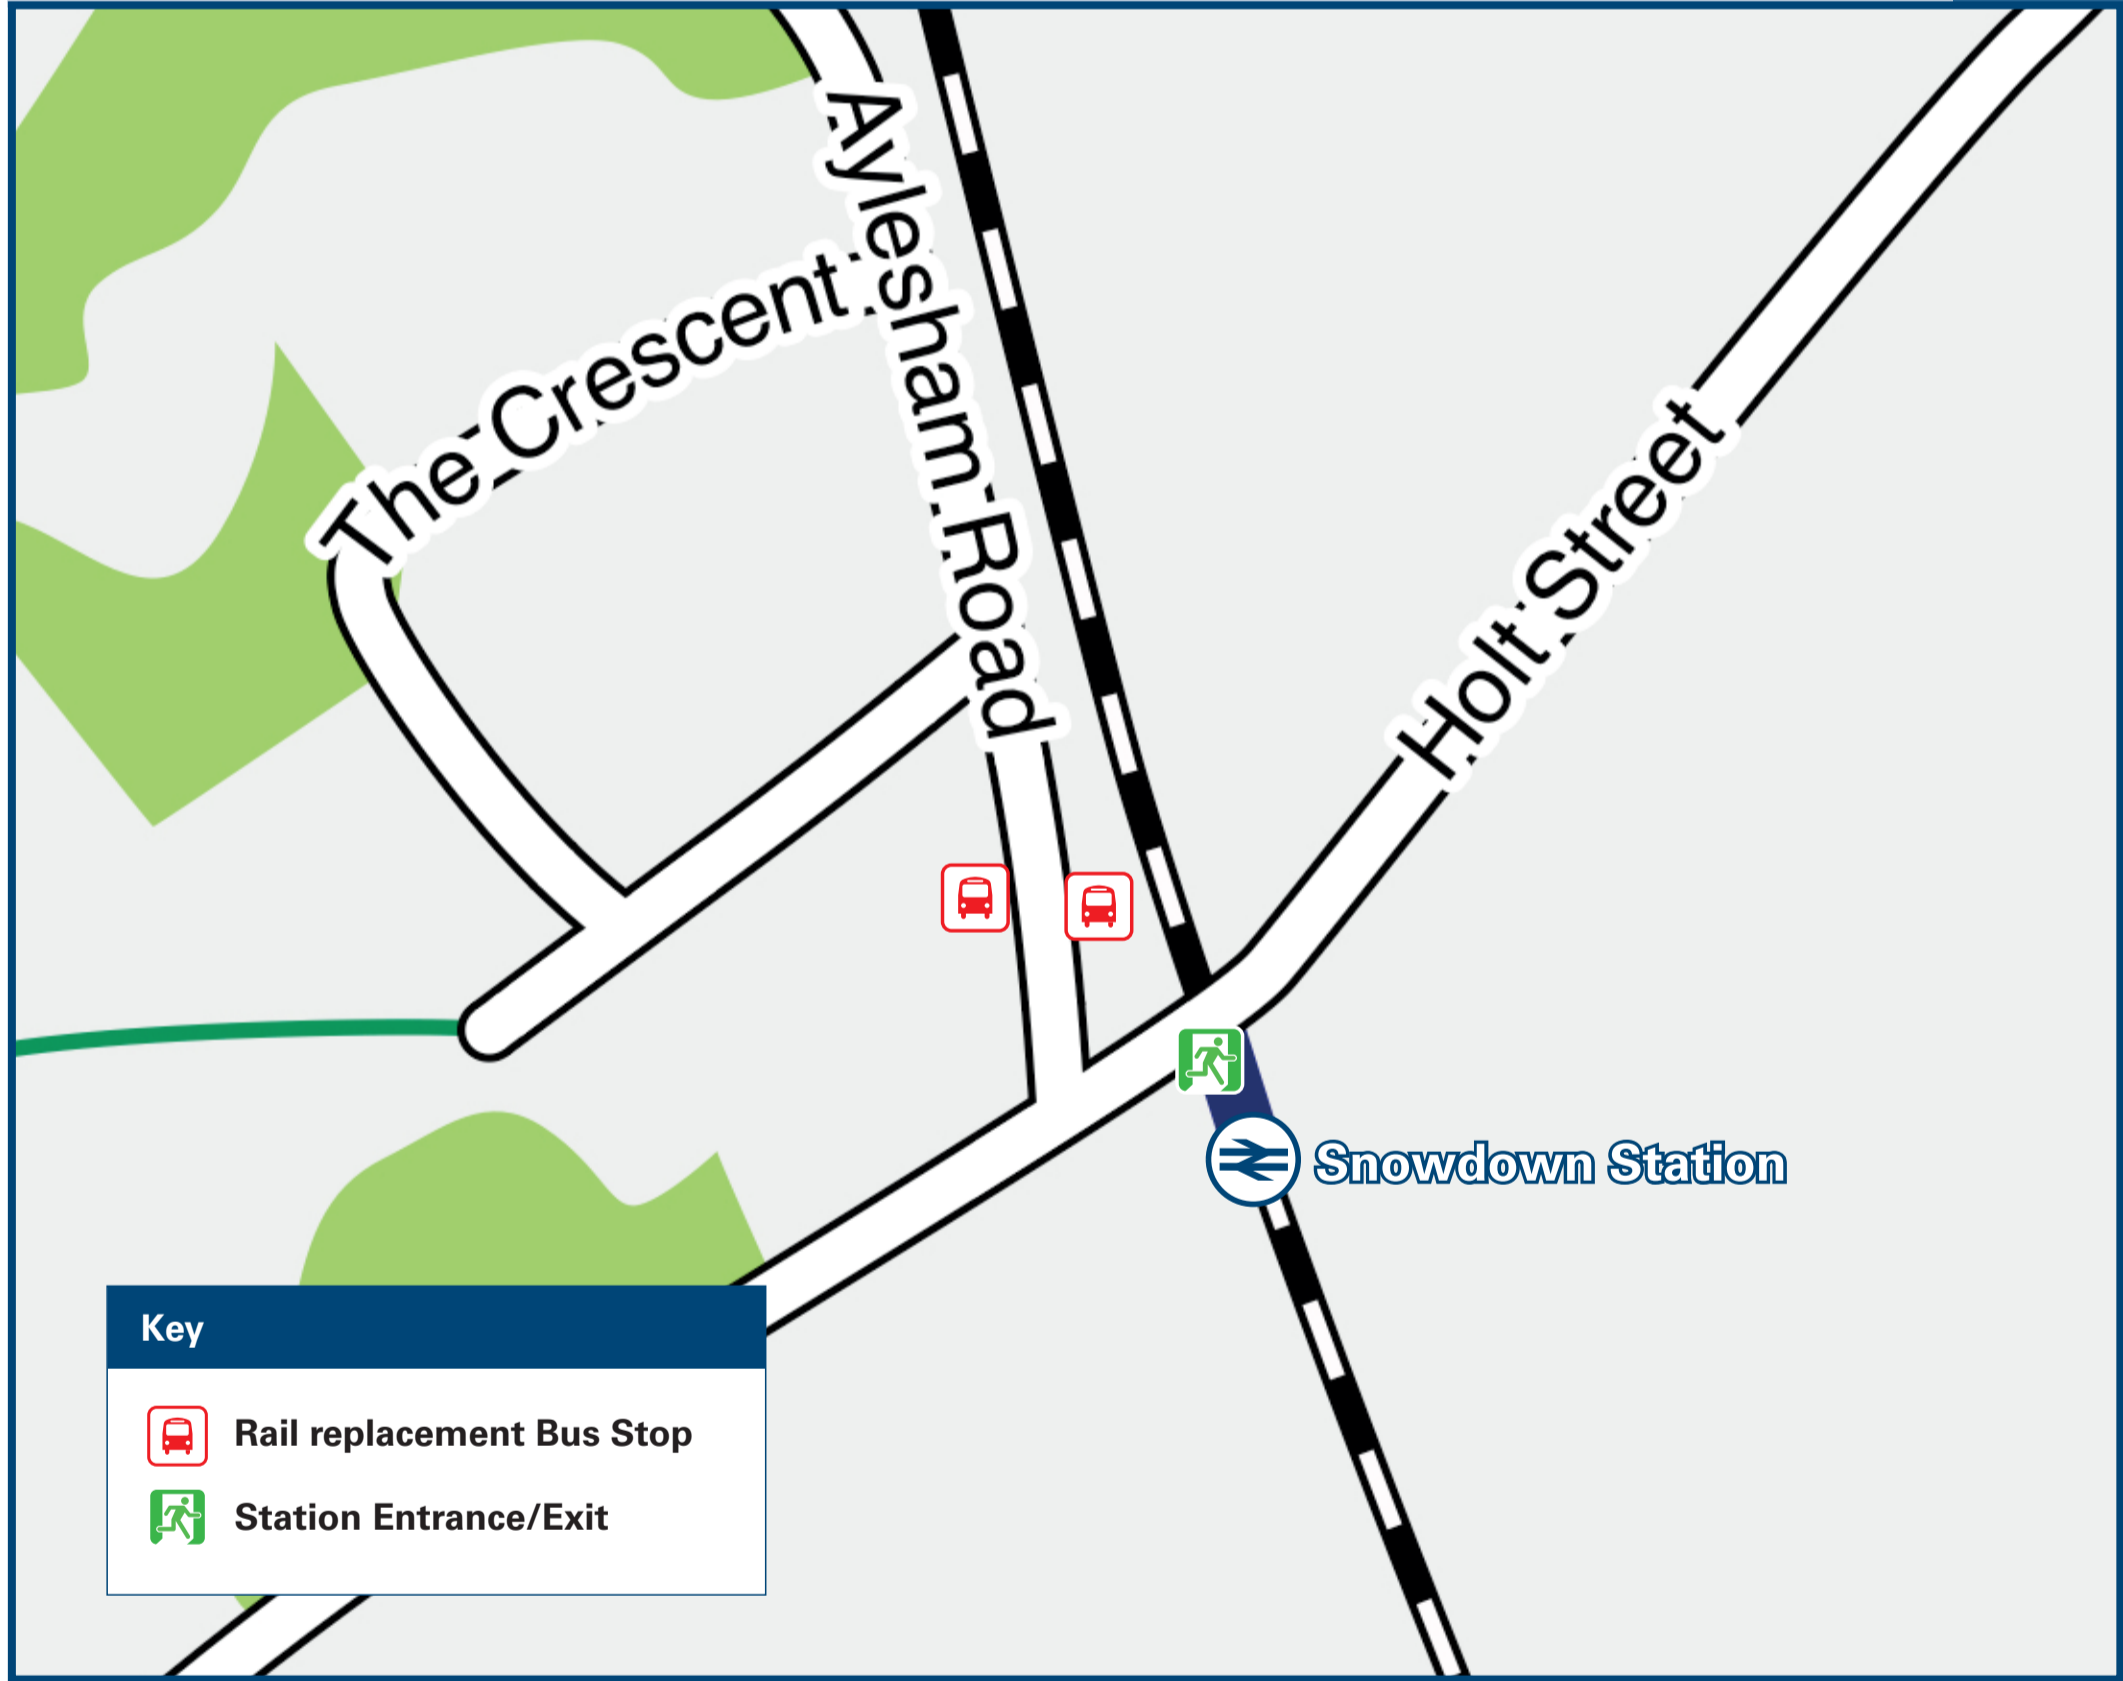 Aylesham Road
The Crescent
Holt Street
Snowdown Station
Key
Rail replacement Bus Stop
Station Entrance/Exit